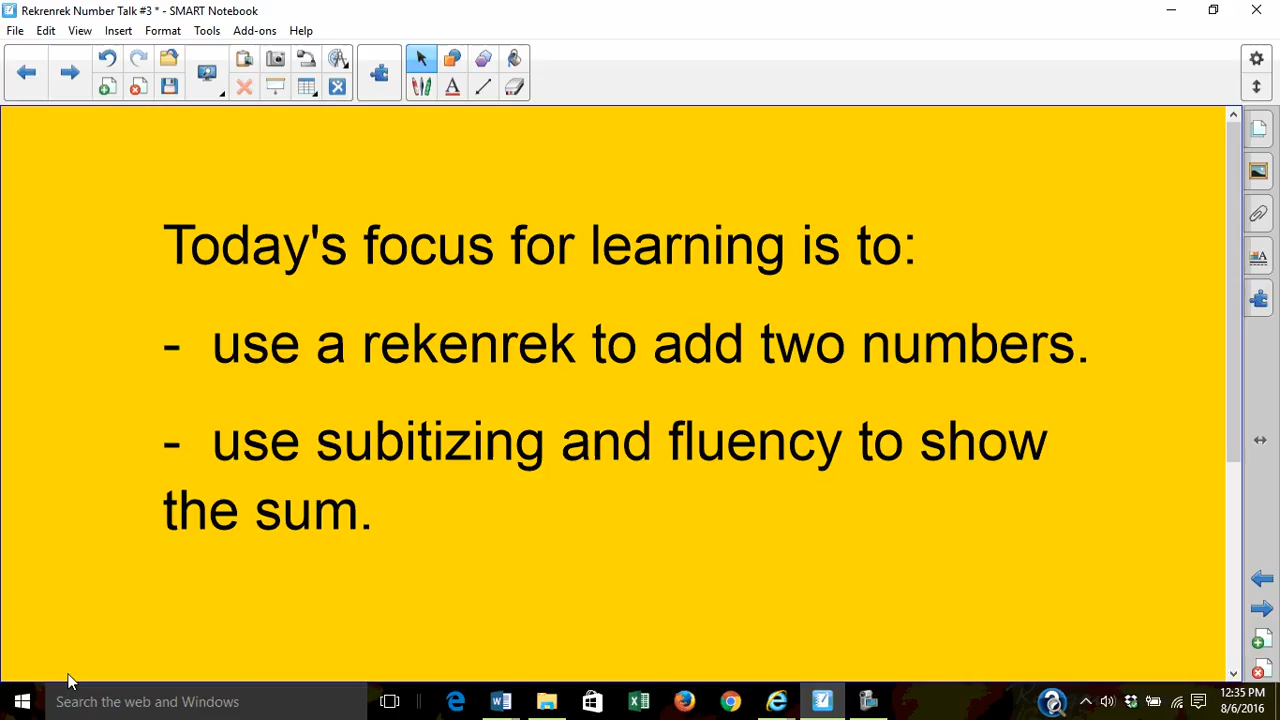 Rekrenrek Number Talk #3 * - SMART Notebook
File Edit View Insert Format Tools Add-ons Help
Today's focus for learning is to:
- use a rekenrek to add two numbers.
- use subitizing and fluency to show
the sum.
Search the web and Windows
12:35 PM
8/6/2016